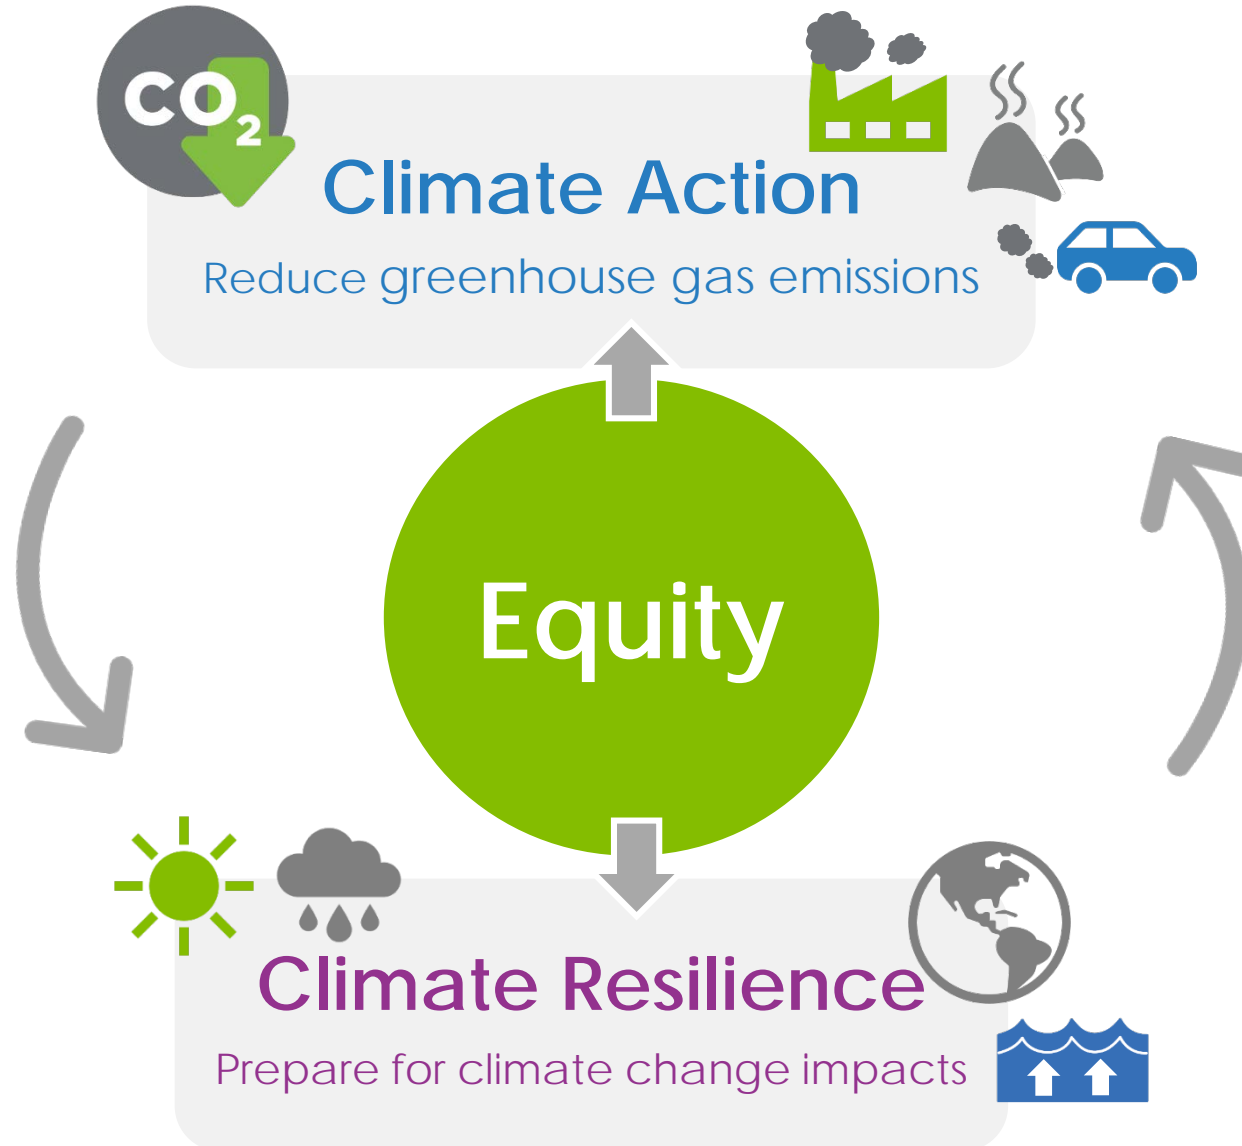 CO2
Climate Action
Reduce greenhouse gas emissions
Equity
Climate Resilience
Prepare for climate change impacts